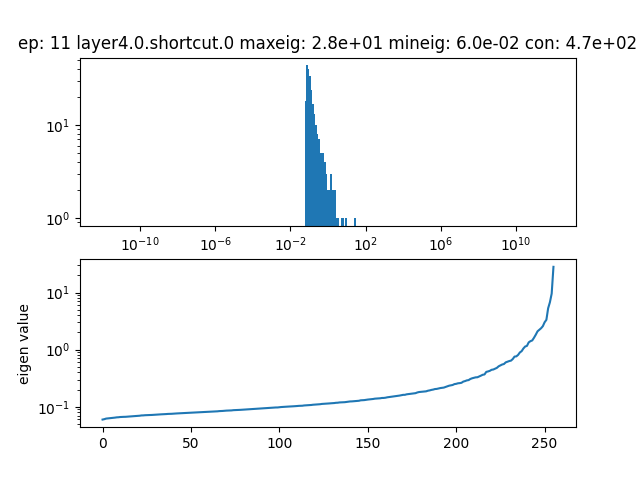 ep: 11 layer4.0.shortcut.0 maxeig: 2.8e+01 mineig: 6.0e-02 con: 4.7e+02
10¹
10⁰
10⁻¹⁰ 10⁻⁶ 10⁻² 10² 10⁶ 10¹⁰
eigen value
10¹
10⁰
10⁻¹
0 50 100 150 200 250